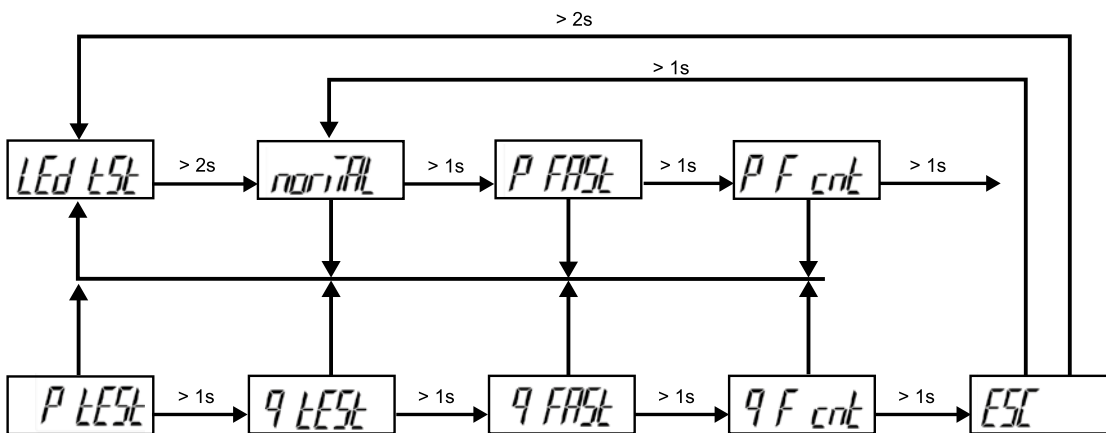 > 2s
> 1s
LEd tSt > 2s norMAL > 1s P FASt > 1s P F cnt > 1s
P tESt > 1s q tESt > 1s q FASt > 1s q F cnt > 1s ESC